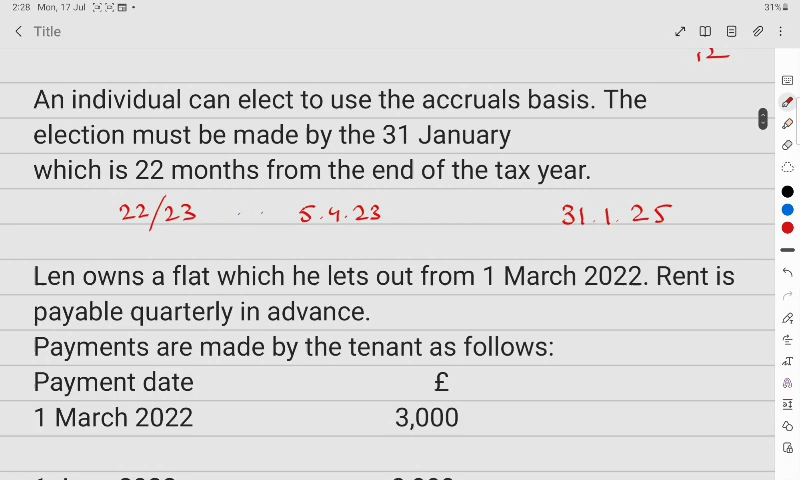 2:28 Mon, 17 Jul
31%
Title
12
An individual can elect to use the accruals basis. The
election must be made by the 31 January
which is 22 months from the end of the tax year.
22/23 5.4.23 31.1.25
Len owns a flat which he lets out from 1 March 2022. Rent is
payable quarterly in advance.
Payments are made by the tenant as follows:
Payment date £
1 March 2022 3,000